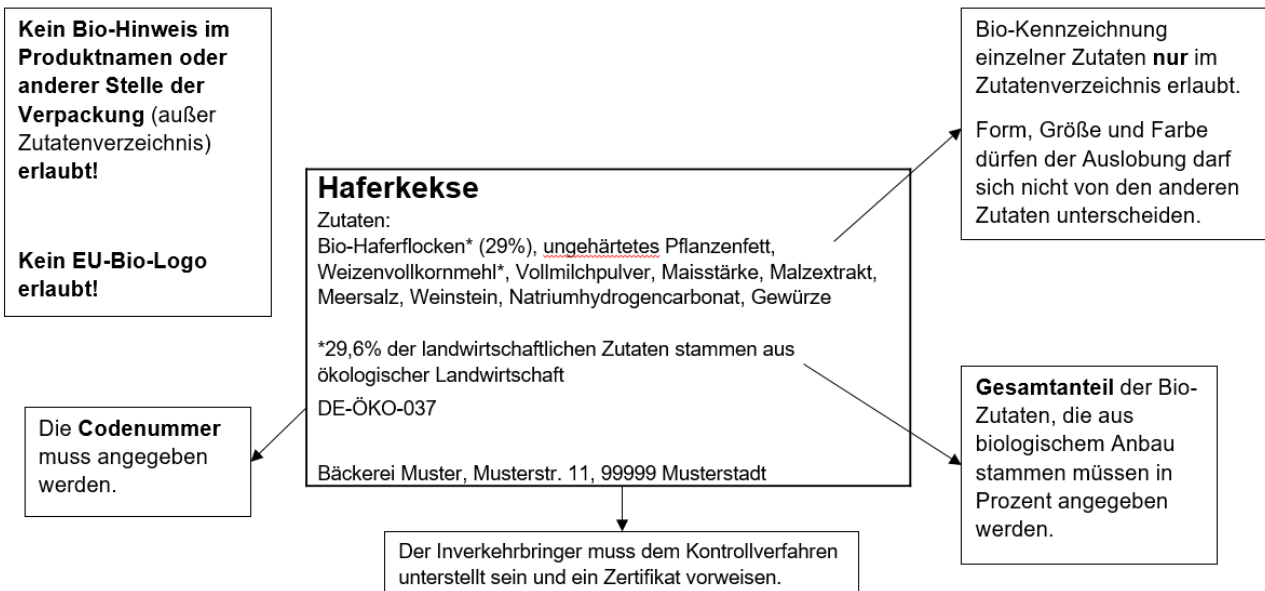 Kein Bio-Hinweis im
Produktnamen oder
anderer Stelle der
Verpackung (außer
Zutatenverzeichnis)
erlaubt!
Kein EU-Bio-Logo
erlaubt!
Bio-Kennzeichnung
einzelner Zutaten nur im
Zutatenverzeichnis erlaubt.
Form, Größe und Farbe
dürfen der Auslobung darf
sich nicht von den anderen
Zutaten unterscheiden.
Haferkekse
Zutaten:
Bio-Haferflocken* (29%), ungehärtetes Pflanzenfett,
Weizenvollkornmehl*, Vollmilchpulver, Maisstärke, Malzextrakt,
Meersalz, Weinstein, Natriumhydrogencarbonat, Gewürze
*29,6% der landwirtschaftlichen Zutaten stammen aus
ökologischer Landwirtschaft
DE-ÖKO-037
Bäckerei Muster, Musterstr. 11, 99999 Musterstadt
Die Codenummer
muss angegeben
werden.
Gesamtanteil der Bio-
Zutaten, die aus
biologischem Anbau
stammen müssen in
Prozent angegeben
werden.
Der Inverkehrbringer muss dem Kontrollverfahren
unterstellt sein und ein Zertifikat vorweisen.